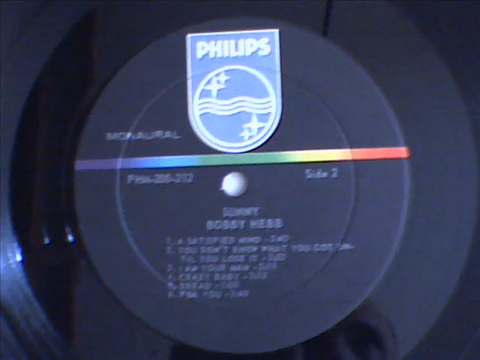 PHILIPS
MONAURAL
PHM-200-212 Side 2
SUNNY
BOBBY HEBB
1. A SATISFIED MIND -
2. YOU DON'T KNOW WHAT YOU GOT UN-
TIL YOU LOSE IT -
3. I AM YOUR MAN -
4. CRAZY BABY -
5. BREAD -
6. FOR YOU -